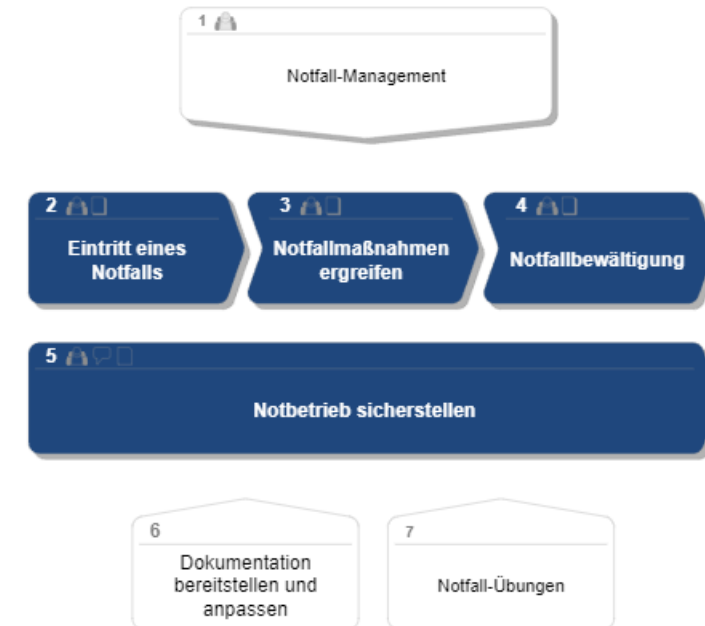 1
Notfall-Management
2
3
4
Eintritt eines
Notfalls
Notfallmaßnahmen
ergreifen
Notfallbewältigung
5
Notbetrieb sicherstellen
6
Dokumentation
bereitstellen und
anpassen
7
Notfall-Übungen